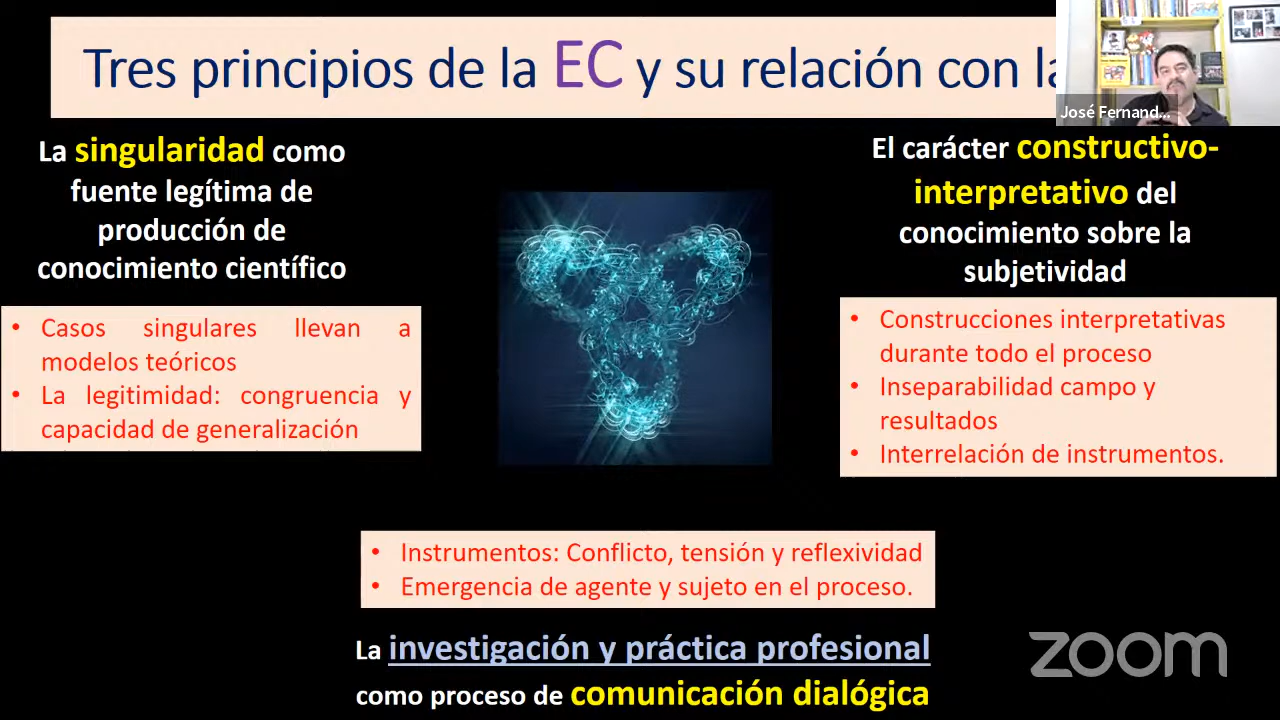 Tres principios de la EC y su relación con la
José Fernand...
La singularidad como
fuente legítima de
producción de
conocimiento científico
• Casos singulares llevan a
modelos teóricos
• La legitimidad: congruencia y
capacidad de generalización
El carácter constructivo-
interpretativo del
conocimiento sobre la
subjetividad
• Construcciones interpretativas
durante todo el proceso
• Inseparabilidad campo y
resultados
• Interrelación de instrumentos.
• Instrumentos: Conflicto, tensión y reflexividad
• Emergencia de agente y sujeto en el proceso.
La investigación y práctica profesional
como proceso de comunicación dialógica
zoom